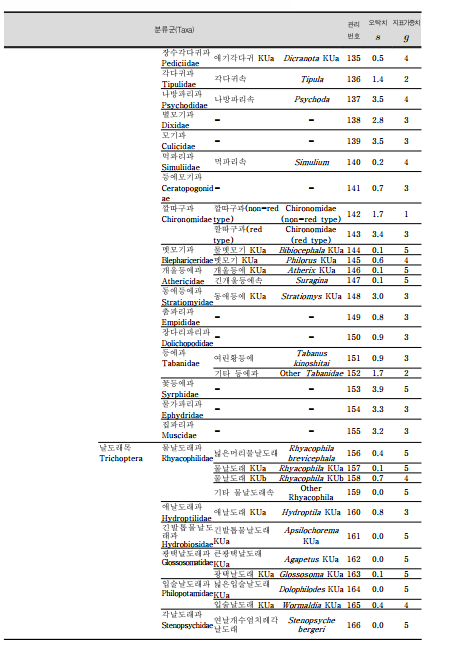 분류군(Taxa) 관리 번호 오탁치 s 지표가중치 g
장수각다귀과 Pediciidae 애기각다귀 KUa Dicranota KUa 135 0.5 4
각다귀과 Tipulidae 각다귀속 Tipula 136 1.4 2
나방파리과 Psychodidae 나방파리속 Psychoda 137 3.5 4
별모기과 Dixidae - - 138 2.8 3
모기과 Culicidae - - 139 3.5 3
먹파리과 Simuliidae 먹파리속 Simulium 140 0.2 4
등에모기과 Ceratopogonidae - - 141 0.7 3
깔따구과 Chironomidae 깔따구과(non-red type) Chironomidae (non-red type) 142 1.7 1
깔따구과(red type) Chironomidae (red type) 143 3.4 3
멧모기과 Blephariceridae 물멧모기 KUa Bibiocephala KUa 144 0.1 5
멧모기 KUa Philorus KUa 145 0.6 4
개울등에과 Athericidae 개울등에 KUa Atherix KUa 146 0.1 5
긴개울등에속 Suragina 147 0.1 5
동애등에과 Stratiomyidae 동애등에 KUa Stratiomys KUa 148 3.0 3
춤파리과 Empididae - - 149 0.8 3
장다리파리과 Dolichopodidae - - 150 0.9 3
등에과 Tabanidae 여린황등에 Tabanus kinoshitai 151 0.9 3
기타 등에과 Other Tabanidae 152 1.7 2
꽃등에과 Syrphidae - - 153 3.9 5
물가파리과 Ephydridae - - 154 3.3 3
집파리과 Muscidae - - 155 3.2 3
날도래목 Trichoptera 물날도래과 Rhyacophilidae 넓은머리물날도래 Rhyacophila brevicephala 156 0.4 5
물날도래 KUa Rhyacophila KUa 157 0.1 5
물날도래 KUb Rhyacophila KUb 158 0.7 4
기타 물날도래속 Other Rhyacophila 159 0.0 5
애날도래과 Hydroptilidae 애날도래 KUa Hydroptila KUa 160 0.8 3
긴발톱물날도래과 Hydrobiosidae 긴발톱물날도래 KUa Apsilochorema KUa 161 0.0 5
광택날도래과 Glossosomatidae 큰광택날도래 KUa Agapetus KUa 162 0.0 5
광택날도래 KUa Glossosoma KUa 163 0.1 5
입술날도래과 Philopotamidae 넓은입술날도래 KUa Dolophilodes KUa 164 0.0 5
입술날도래 KUa Wormaldia KUa 165 0.4 4
각날도래과 Stenopsychidae 연날개수염치레각날도래 Stenopsyche bergeri 166 0.0 5